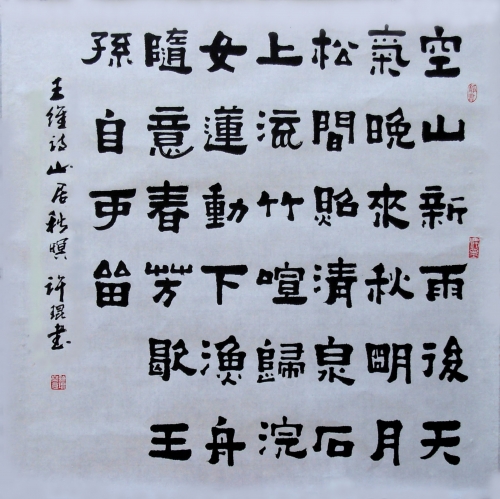 空山新雨後天
氣晚來秋明月
松間照清泉石
上流竹喧歸浣
女蓮動下漁舟
隨意春芳歇王
孫自可留
王維詩山居秋暝 許琨書